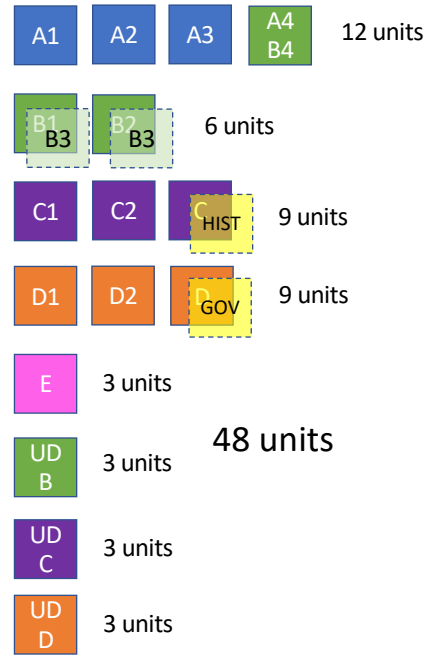 A1 A2 A3 A4 12 units
B4
B1 B2 6 units
B3 B3
C1 C2 C 9 units
HIST
D1 D2 D 9 units
GOV
E 3 units
48 units
UD 3 units
B
UD 3 units
C
UD 3 units
D